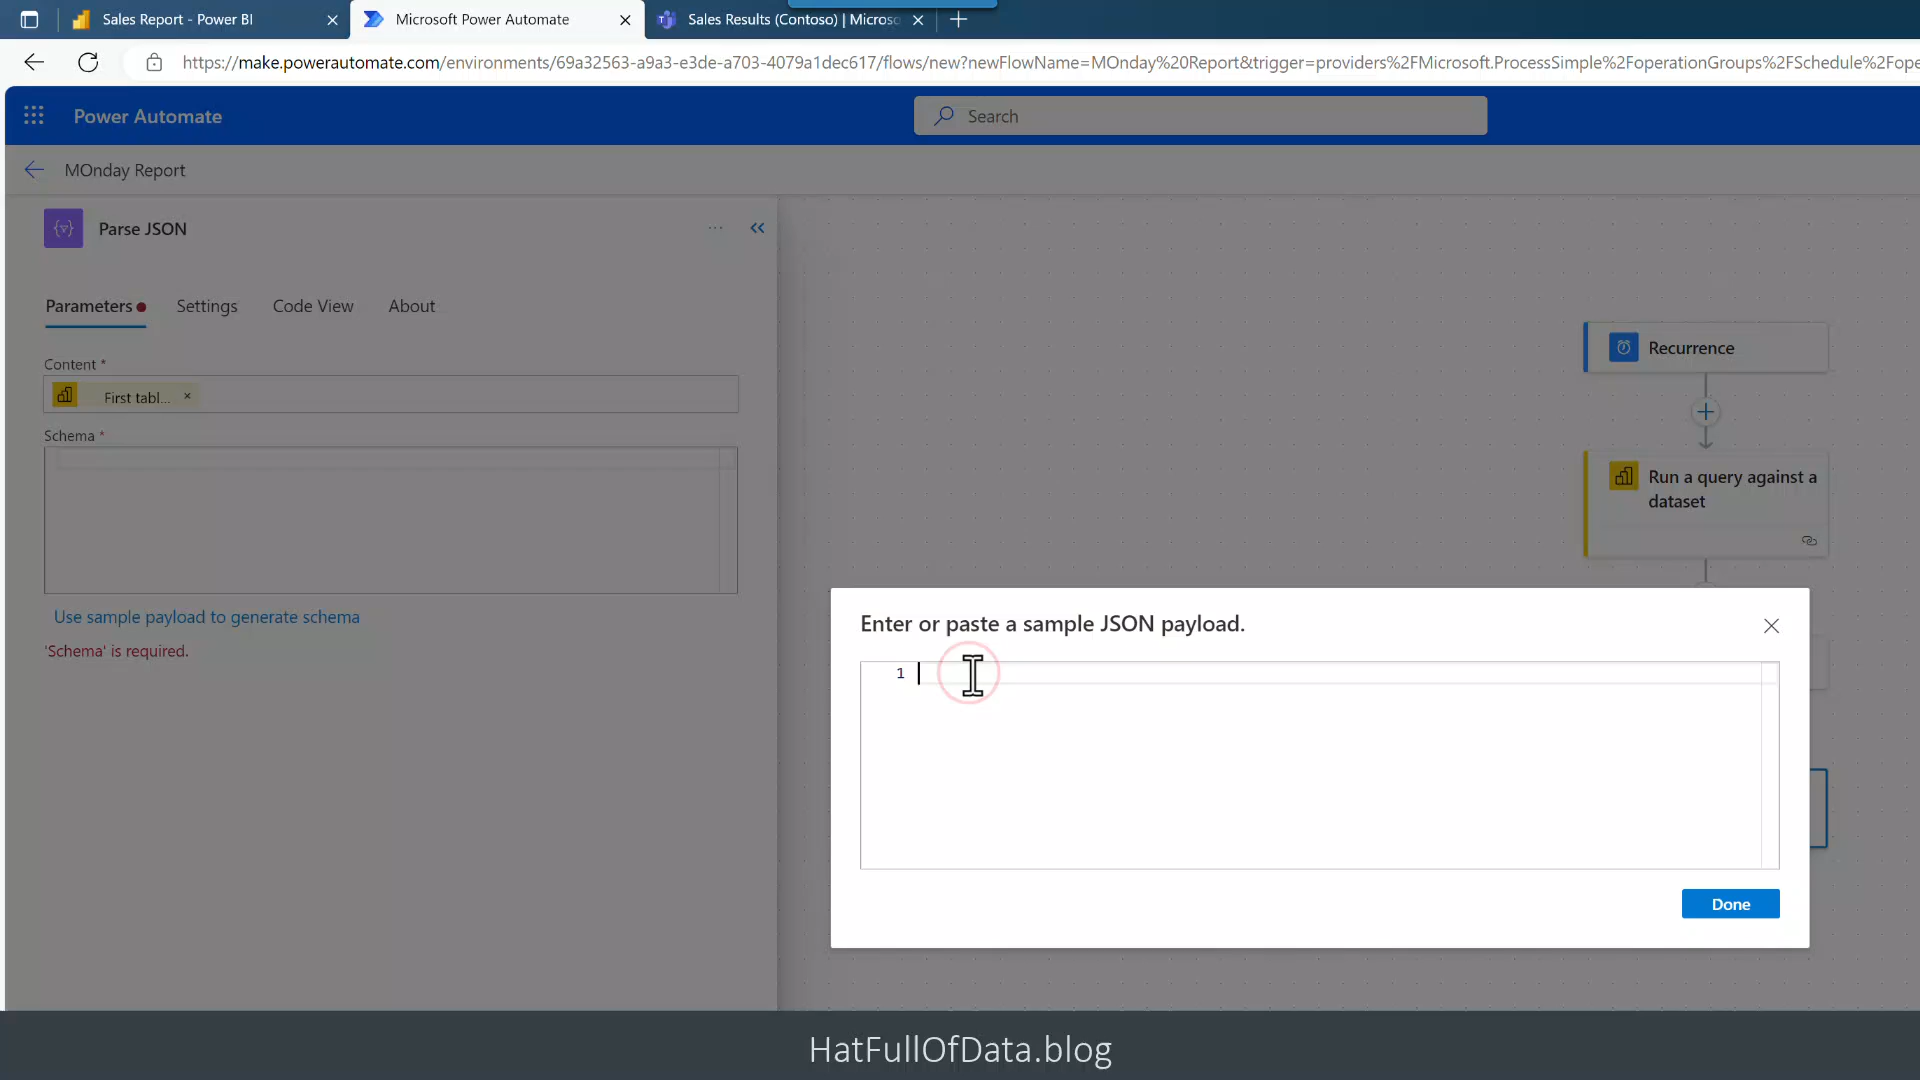 Sales Report - Power BI
Microsoft Power Automate
Sales Results (Contoso) | Microso
https://make.powerautomate.com/environments/69a32563-a9a3-e3de-a703-4079a1dec617/flows/new?newFlowName=MOnday%20Report&trigger=providers%2FMicrosoft.ProcessSimple%2FoperationGroups%2FSchedule%2Fope
Power Automate
Search
MOnday Report
Parse JSON
Parameters
Settings
Code View
About
Content *
First tabl...
Schema *
Use sample payload to generate schema
'Schema' is required.
Recurrence
Run a query against a
dataset
Enter or paste a sample JSON payload.
1
Done
HatFullOfData.blog